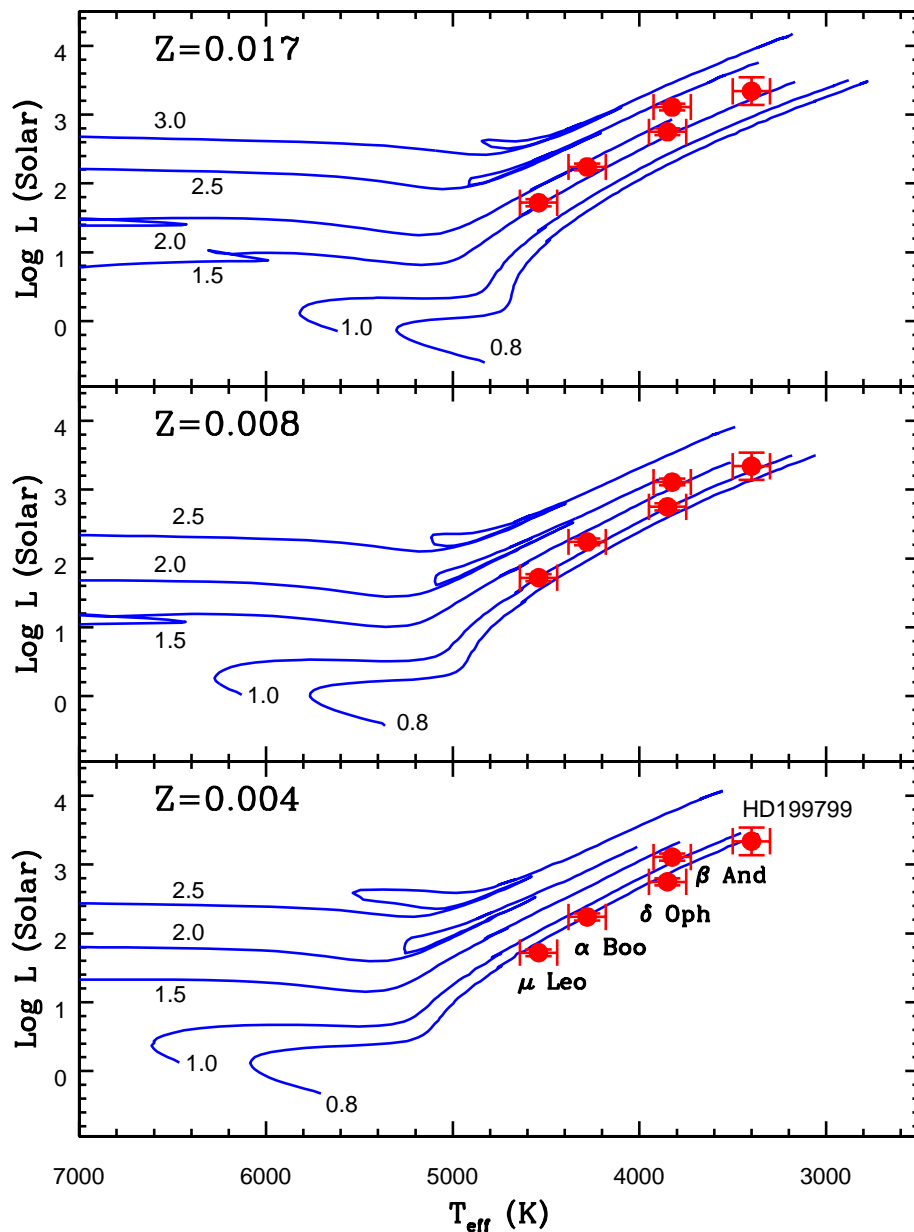 Z=0.017
4
3
2
1
0
Log L (Solar)
3.0
2.5
2.0
1.5
1.0
0.8
Z=0.008
4
3
2
1
0
Log L (Solar)
2.5
2.0
1.5
1.0
0.8
Z=0.004
4
3
2
1
0
Log L (Solar)
HD199799
β And
δ Oph
α Boo
μ Leo
2.5
2.0
1.5
1.0
0.8
7000 6000 5000 4000 3000
T_eff (K)